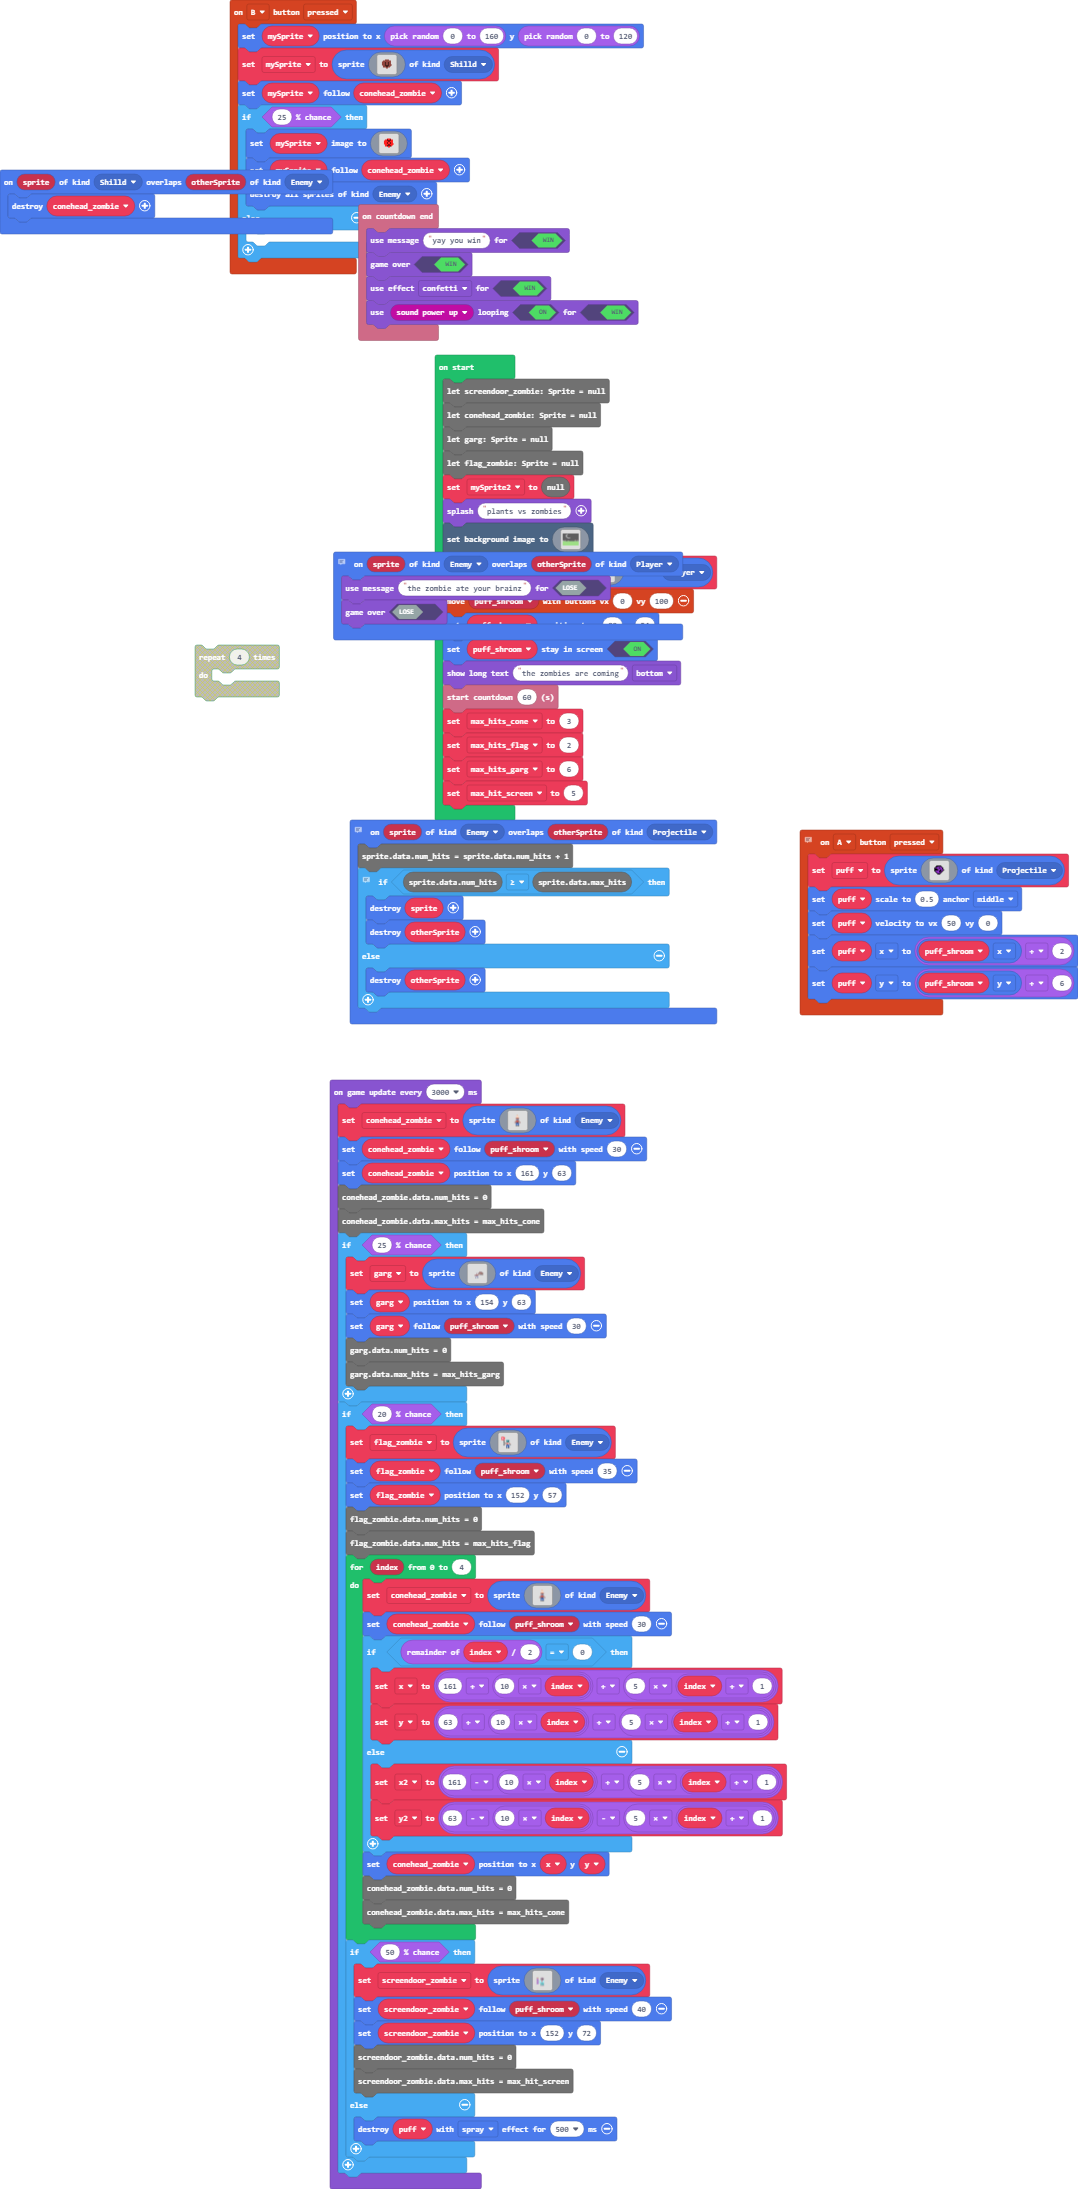 on B button pressed
set mySprite position to x pick random 0 to 160 y pick random 0 to 120
set mySprite to sprite of kind Shilld
set mySprite follow conehead_zombie
if 25 % chance then
set mySprite image to
set mySprite follow conehead_zombie
destroy all sprites of kind Enemy
else
on sprite of kind Shilld overlaps otherSprite of kind Enemy
destroy conehead_zombie
on countdown end
use message "yay you win" for WIN
game over WIN
use effect confetti for WIN
use sound power up looping ON for WIN
on start
let screendoor_zombie: Sprite = null
let conehead_zombie: Sprite = null
let garg: Sprite = null
let flag_zombie: Sprite = null
set mySprite2 to null
splash "plants vs zombies"
set background image to
on sprite of kind Enemy overlaps otherSprite of kind Player
use message "the zombie ate your brainz" for LOSE
game over LOSE
move puff_shroom with buttons vx 0 vy 100
set puff_shroom stay in screen ON
show long text "the zombies are coming" bottom
start countdown 60 (s)
set max_hits_cone to 3
set max_hits_flag to 2
set max_hits_garg to 6
set max_hit_screen to 5
repeat 4 times
do
on sprite of kind Enemy overlaps otherSprite of kind Projectile
sprite.data.num_hits = sprite.data.num_hits + 1
if sprite.data.num_hits ≥ sprite.data.max_hits then
destroy sprite
destroy otherSprite
else
destroy otherSprite
on A button pressed
set puff to sprite of kind Projectile
set puff scale to 0.5 anchor middle
set puff velocity to vx 50 vy 0
set puff x to puff_shroom x + 2
set puff y to puff_shroom y + 6
on game update every 3000 ms
set conehead_zombie to sprite of kind Enemy
set conehead_zombie follow puff_shroom with speed 30
set conehead_zombie position to x 161 y 63
conehead_zombie.data.num_hits = 0
conehead_zombie.data.max_hits = max_hits_cone
if 25 % chance then
set garg to sprite of kind Enemy
set garg position to x 154 y 63
set garg follow puff_shroom with speed 30
garg.data.num_hits = 0
garg.data.max_hits = max_hits_garg
if 20 % chance then
set flag_zombie to sprite of kind Enemy
set flag_zombie follow puff_shroom with speed 35
set flag_zombie position to x 152 y 57
flag_zombie.data.num_hits = 0
flag_zombie.data.max_hits = max_hits_flag
for index from 0 to 4
do
set conehead_zombie to sprite of kind Enemy
set conehead_zombie follow puff_shroom with speed 30
if remainder of index / 2 = 0 then
set x to 161 + 10 × index + 5 × index + 1
set y to 63 + 10 × index + 5 × index + 1
else
set x2 to 161 - 10 × index + 5 × index + 1
set y2 to 63 - 10 × index - 5 × index + 1
set conehead_zombie position to x x y y
conehead_zombie.data.num_hits = 0
conehead_zombie.data.max_hits = max_hits_cone
if 50 % chance then
set screendoor_zombie to sprite of kind Enemy
set screendoor_zombie follow puff_shroom with speed 40
set screendoor_zombie position to x 152 y 72
screendoor_zombie.data.num_hits = 0
screendoor_zombie.data.max_hits = max_hit_screen
else
destroy puff with spray effect for 500 ms